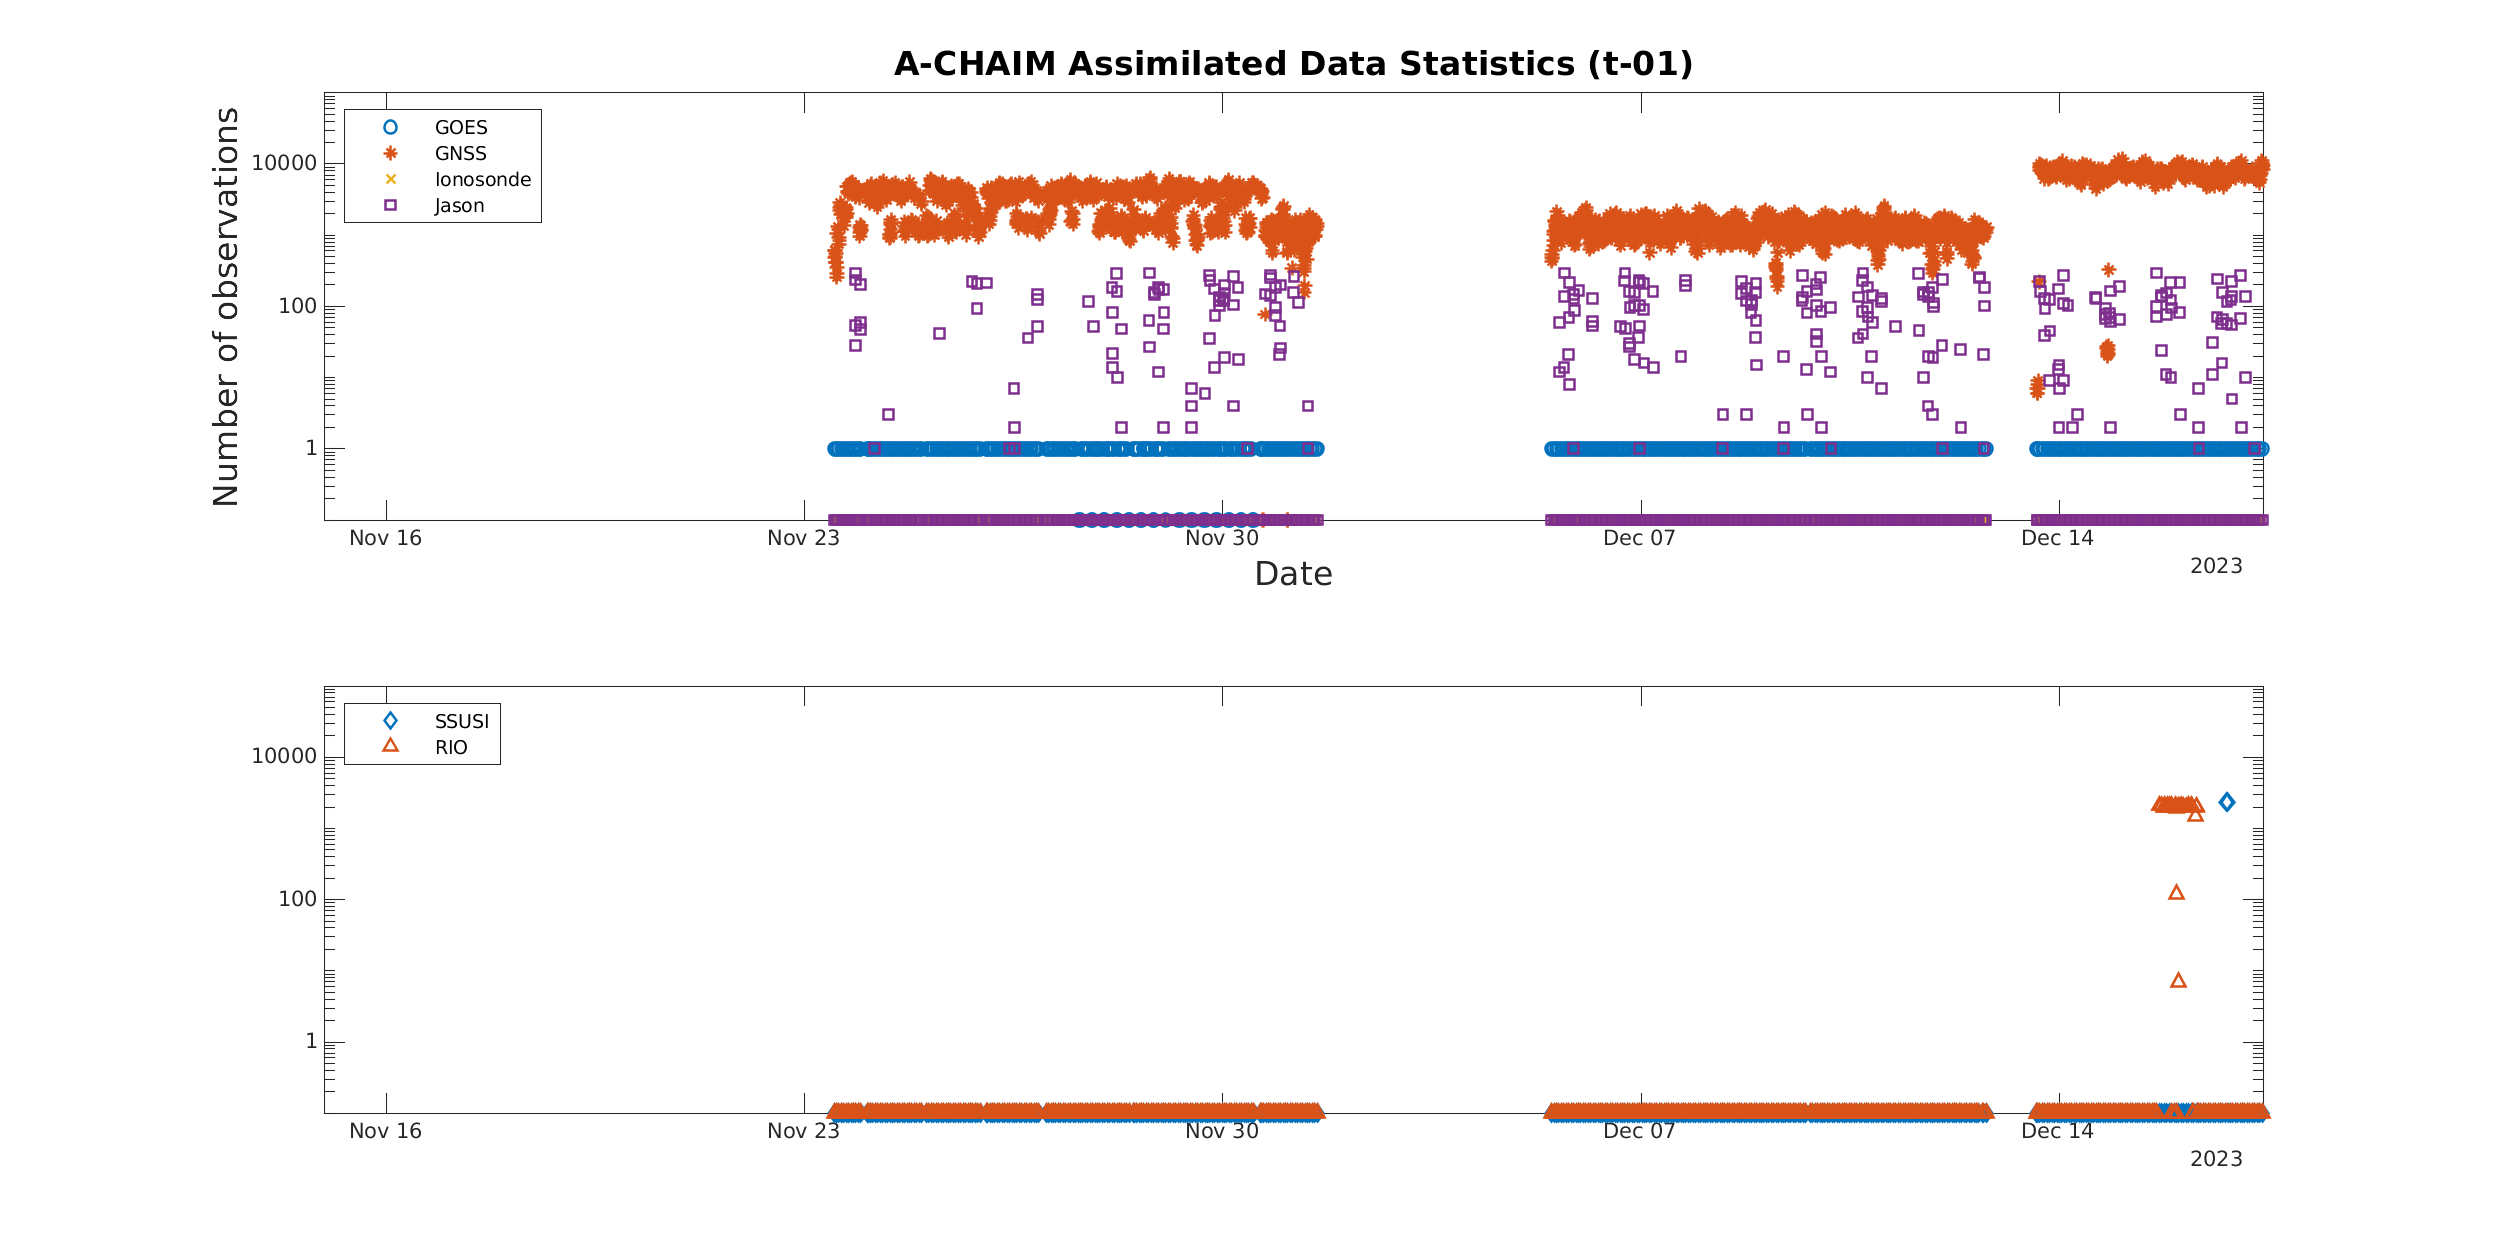 A-CHAIM Assimilated Data Statistics (t-01)
Number of observations
10000
100
1
GOES
GNSS
Ionosonde
Jason
Nov 16
Nov 23
Nov 30
Dec 07
Dec 14
2023
Date
10000
100
1
SSUSI
RIO
Nov 16
Nov 23
Nov 30
Dec 07
Dec 14
2023